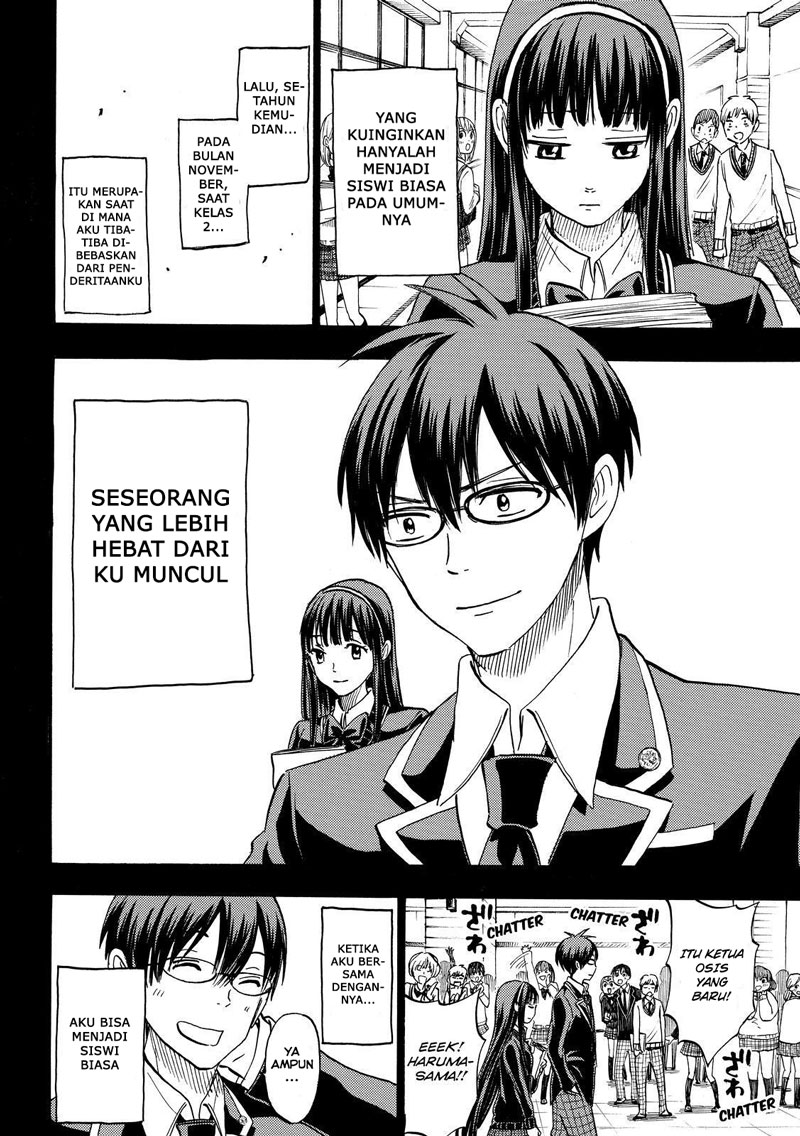 YANG
KUINGINKAN
HANYALAH
MENJADI
SISWI BIASA
PADA UMUM-
NYA
LALU, SE-
TAHUN
KEMU-
DIAN...
PADA
BULAN
NOVEM-
BER,
SAAT
KELAS
2...
ITU MERUPA-
KAN SAAT
DI MANA
AKU TIBA-
TIBA DI-
BEBASKAN
DARI PEN-
DERITAANKU
SESEORANG
YANG LEBIH
HEBAT DARI
KU MUNCUL
ITU KETUA
OSIS
YANG
BARU!
ざわ
CHATTER
ざわ
CHATTER
ざわ
CHATTER
EEEK!
HARUMA-
SAMA!!
KETIKA
AKU BER-
SAMA
DENGAN-
NYA...
YA
AMPUN
...
AKU BISA
MENJADI
SISWI
BIASA